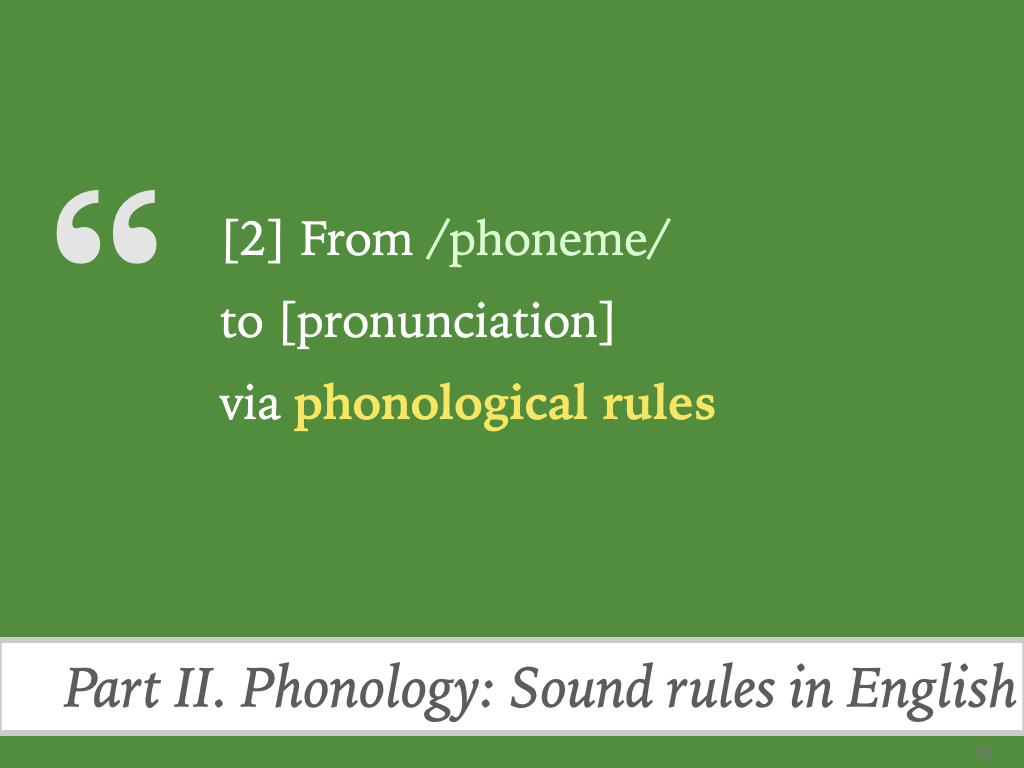 “
[2] From /phoneme/
to [pronunciation]
via phonological rules
Part II. Phonology: Sound rules in English